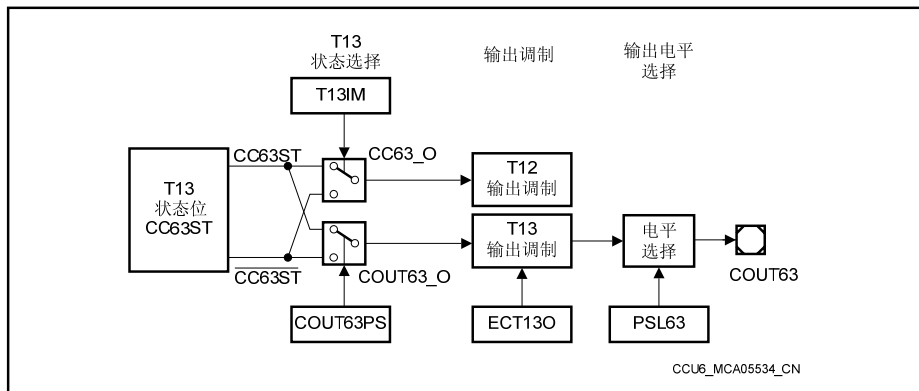 T13
状态选择
输出调制
输出电平
选择
T13IM
CC63ST
CC63_O
T13
状态位
CC63ST
T12
输出调制
T13
输出调制
电平
选择
CC63ST
COUT63_O
COUT63
COUT63PS
ECT13O
PSL63
CCU6_MCA05534_CN